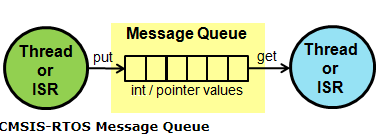 Message Queue
Thread
or
ISR
put
get
Thread
or
ISR
int / pointer values
CMSIS-RTOS Message Queue